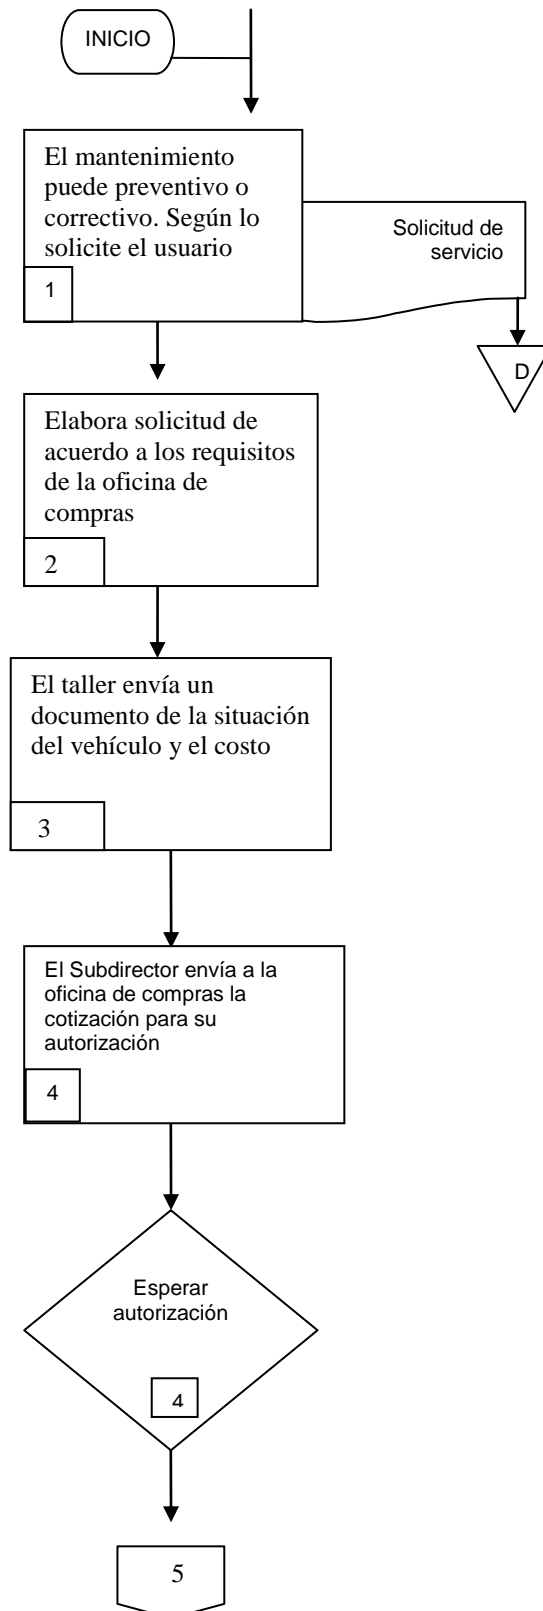 INICIO
El mantenimiento
puede preventivo o
correctivo. Según lo
solicite el usuario
1
Solicitud de
servicio
D
Elabora solicitud de
acuerdo a los requisitos
de la oficina de
compras
2
El taller envía un
documento de la situación
del vehículo y el costo
3
El Subdirector envía a la
oficina de compras la
cotización para su
autorización
4
Esperar
autorización
4
5